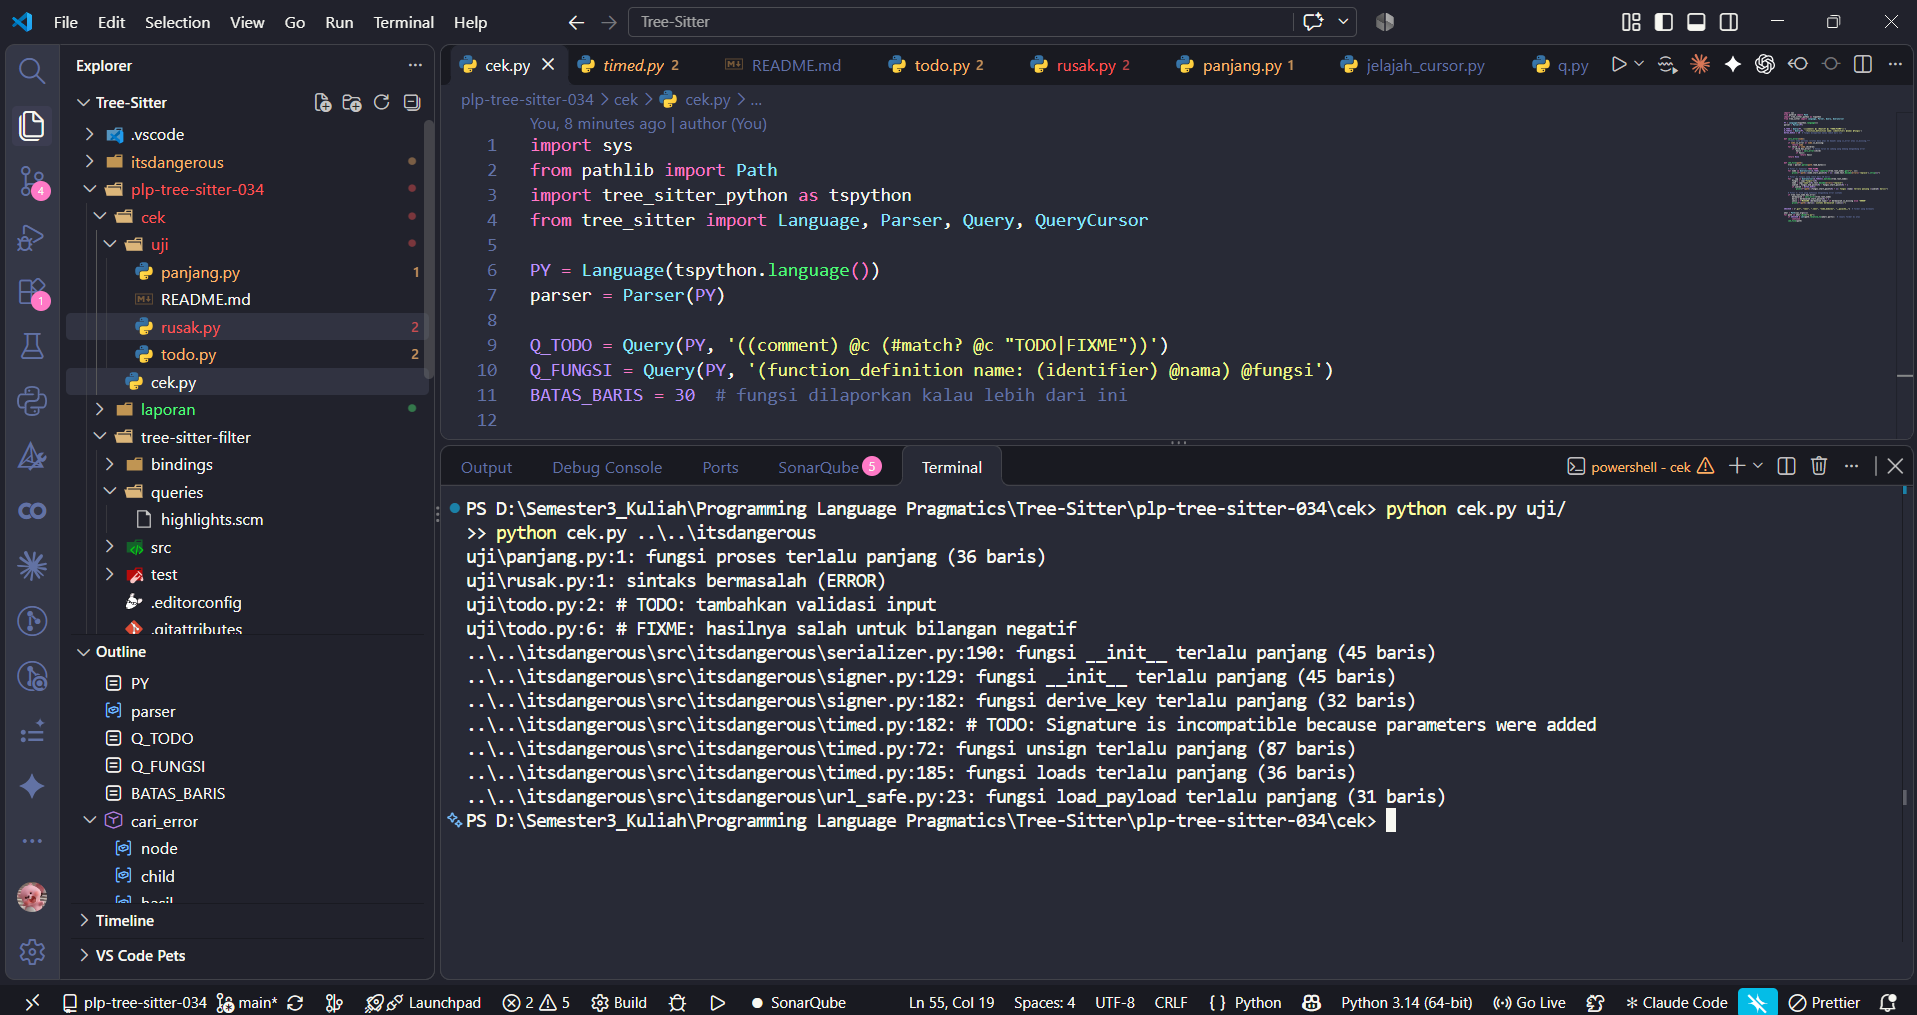 File Edit Selection View Go Run Terminal Help
Tree-Sitter
Explorer
Tree-Sitter
.vscode
itsdangerous
plp-tree-sitter-034
cek
uji
panjang.py 1
README.md
rusak.py 2
todo.py 2
cek.py
laporan
tree-sitter-filter
bindings
queries
highlights.scm
src
test
.editorconfig
.gitattributes
Outline
PY
parser
Q_TODO
Q_FUNGSI
BATAS_BARIS
cari_error
node
child
hasil
Timeline
VS Code Pets
4
1
cek.py timed.py 2 README.md todo.py 2 rusak.py 2 panjang.py 1 jelajah_cursor.py q.py
plp-tree-sitter-034 > cek > cek.py > ...
You, 8 minutes ago | author (You)
1 import sys
2 from pathlib import Path
3 import tree_sitter_python as tspython
4 from tree_sitter import Language, Parser, Query, QueryCursor
5
6 PY = Language(tspython.language())
7 parser = Parser(PY)
8
9 Q_TODO = Query(PY, '((comment) @c (#match? @c "TODO|FIXME"))')
10 Q_FUNGSI = Query(PY, '(function_definition name: (identifier) @nama) @fungsi')
11 BATAS_BARIS = 30 # fungsi dilaporkan kalau lebih dari ini
12
Output Debug Console Ports SonarQube 5 Terminal
powershell - cek
PS D:\Semester3_Kuliah\Programming Language Pragmatics\Tree-Sitter\plp-tree-sitter-034\cek> python cek.py uji/
>> python cek.py ..\..\itsdangerous
uji\panjang.py:1: fungsi proses terlalu panjang (36 baris)
uji\rusak.py:1: sintaks bermasalah (ERROR)
uji\todo.py:2: # TODO: tambahkan validasi input
uji\todo.py:6: # FIXME: hasilnya salah untuk bilangan negatif
..\..\itsdangerous\src\itsdangerous\serializer.py:190: fungsi __init__ terlalu panjang (45 baris)
..\..\itsdangerous\src\itsdangerous\signer.py:129: fungsi __init__ terlalu panjang (45 baris)
..\..\itsdangerous\src\itsdangerous\signer.py:182: fungsi derive_key terlalu panjang (32 baris)
..\..\itsdangerous\src\itsdangerous\timed.py:182: # TODO: Signature is incompatible because parameters were added
..\..\itsdangerous\src\itsdangerous\timed.py:72: fungsi unsign terlalu panjang (87 baris)
..\..\itsdangerous\src\itsdangerous\timed.py:185: fungsi loads terlalu panjang (36 baris)
..\..\itsdangerous\src\itsdangerous\url_safe.py:23: fungsi load_payload terlalu panjang (31 baris)
PS D:\Semester3_Kuliah\Programming Language Pragmatics\Tree-Sitter\plp-tree-sitter-034\cek>
plp-tree-sitter-034 main* Launchpad 2 5 Build SonarQube Ln 55, Col 19 Spaces: 4 UTF-8 CRLF {} Python Python 3.14 (64-bit) Go Live Claude Code Prettier